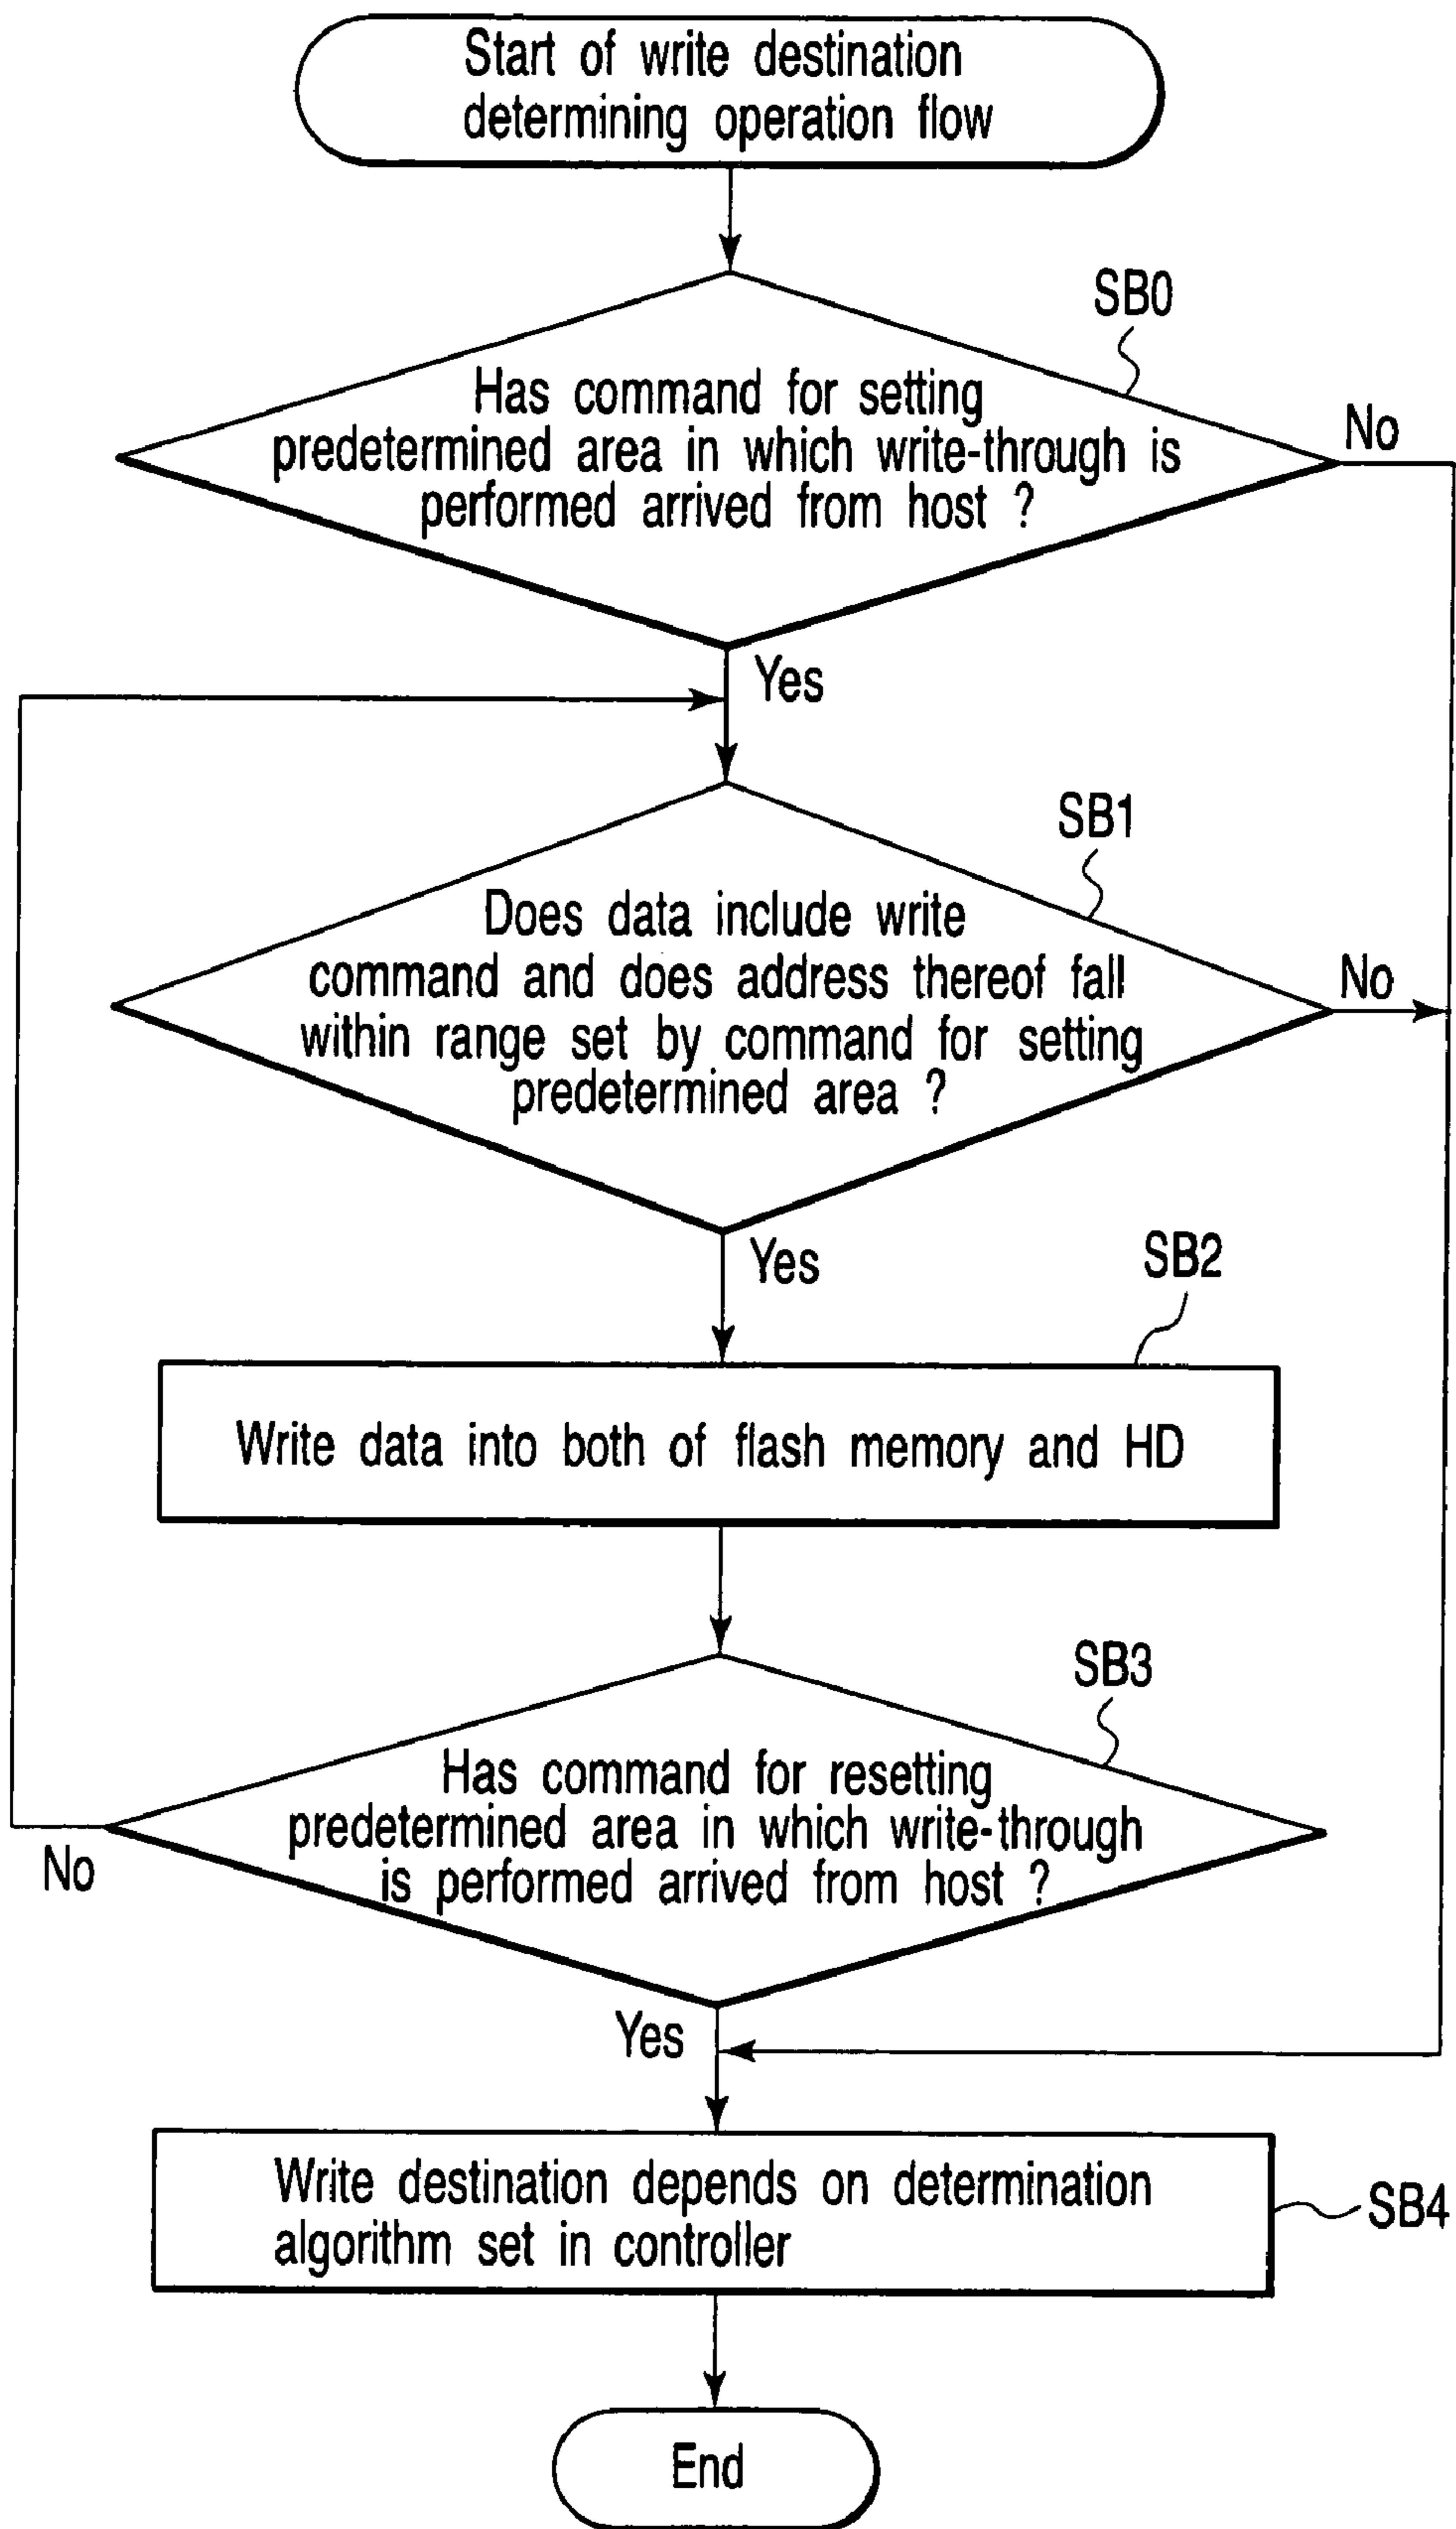 Start of write destination
determining operation flow
SB0
Has command for setting
predetermined area in which write-through is
performed arrived from host ?
No
Yes
SB1
Does data include write
command and does address thereof fall
within range set by command for setting
predetermined area ?
No
Yes
SB2
Write data into both of flash memory and HD
SB3
Has command for resetting
predetermined area in which write-through
is performed arrived from host ?
No
Yes
Write destination depends on determination
algorithm set in controller
SB4
End